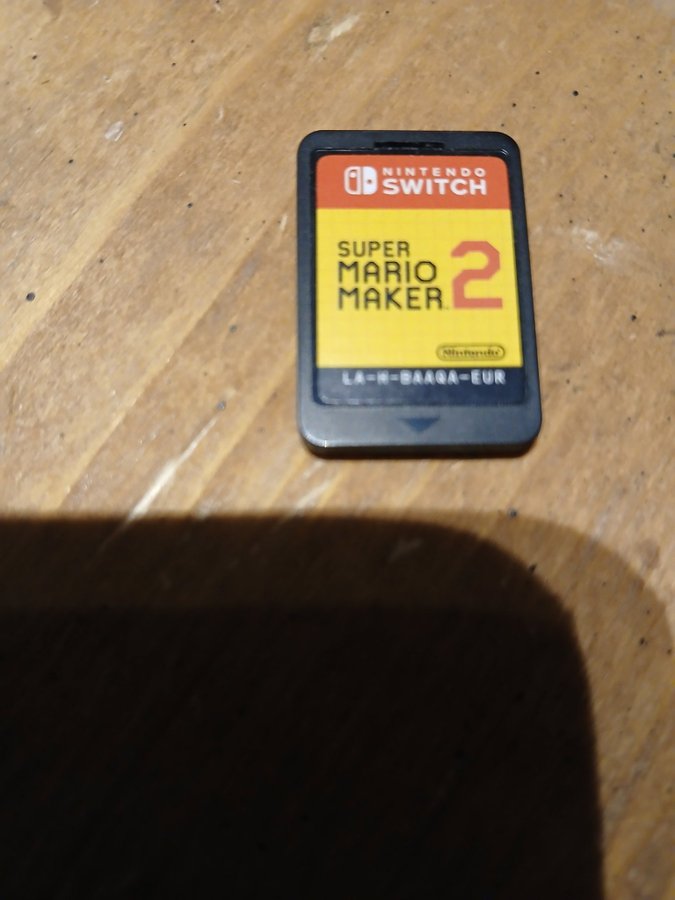 NINTENDO
SWITCH
SUPER
MARIO
MAKER 2
Nintendo
LA-H-BAAQA-EUR